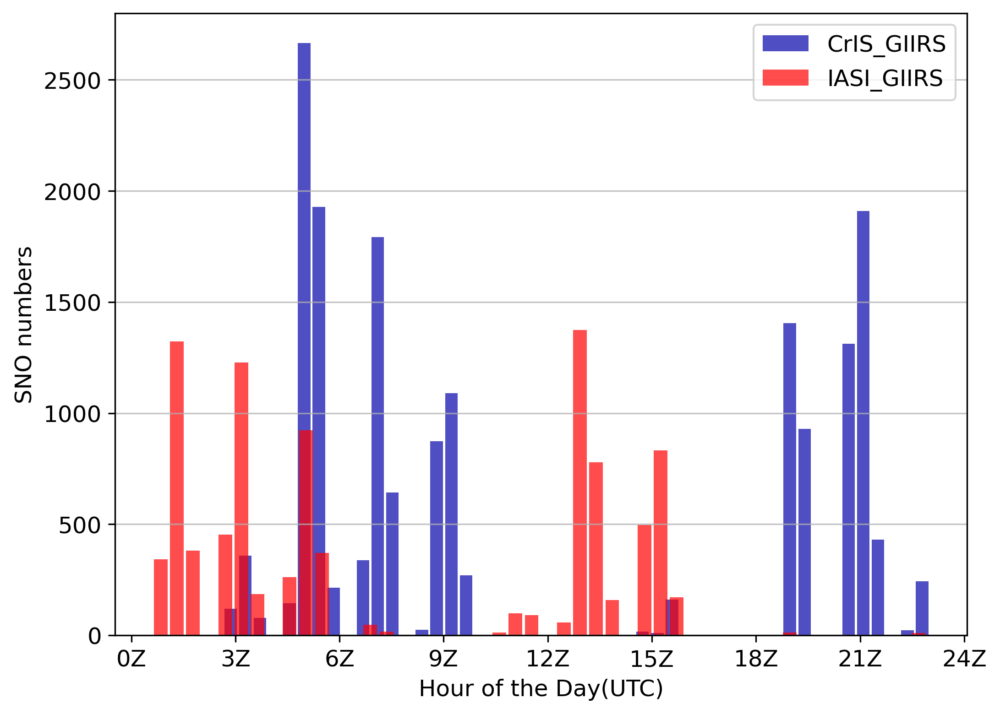 CrIS_GIIRS
IASI_GIIRS
2500
2000
1500
1000
500
0
SNO numbers
0Z 3Z 6Z 9Z 12Z 15Z 18Z 21Z 24Z
Hour of the Day(UTC)